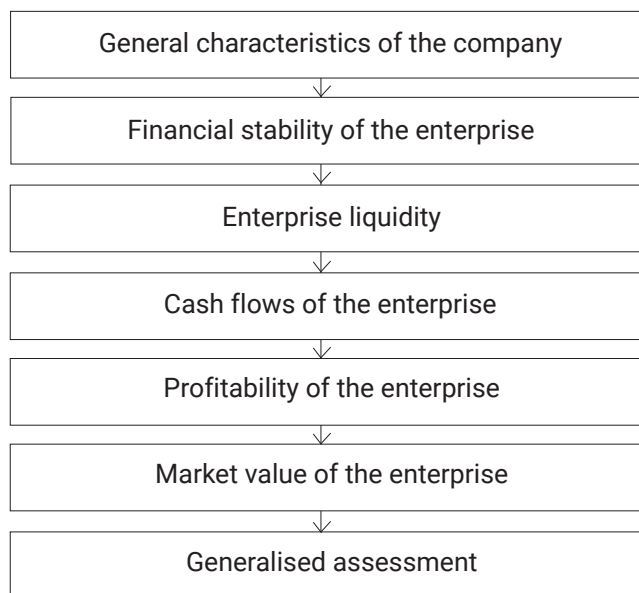 General characteristics of the company
Financial stability of the enterprise
Enterprise liquidity
Cash flows of the enterprise
Profitability of the enterprise
Market value of the enterprise
Generalised assessment